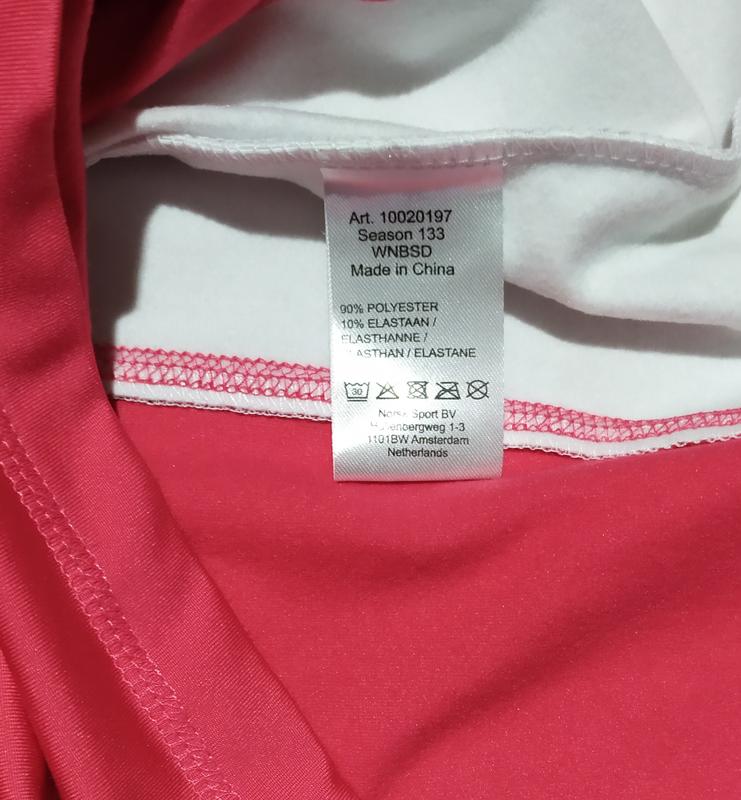 Art. 10020197
Season 133
WNBSD
Made in China
90% POLYESTER
10% ELASTAAN /
ELASTHANNE /
ELASTHAN / ELASTANE
30
Sport BV
1-3
1101BW Amsterdam
Netherlands